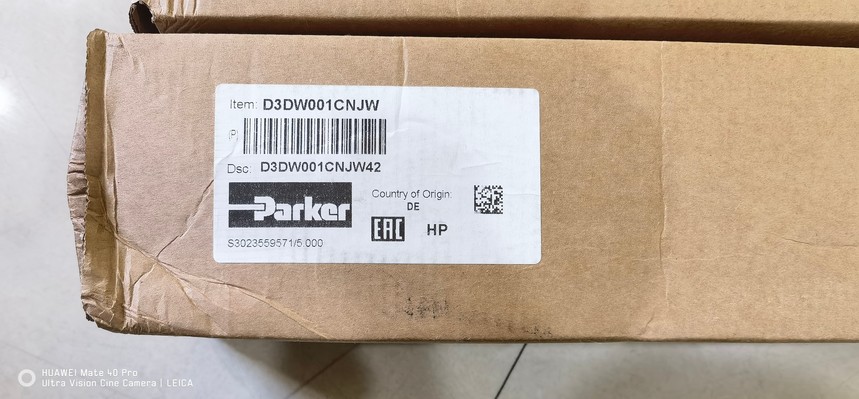 Item: D3DW001CNJW
(P)
Dsc: D3DW001CNJW42
Parker
Country of Origin:
DE
EAC HP
S3023559571/5.000
HUAWEI Mate 40 Pro
Ultra Vision Cine Camera | LEICA